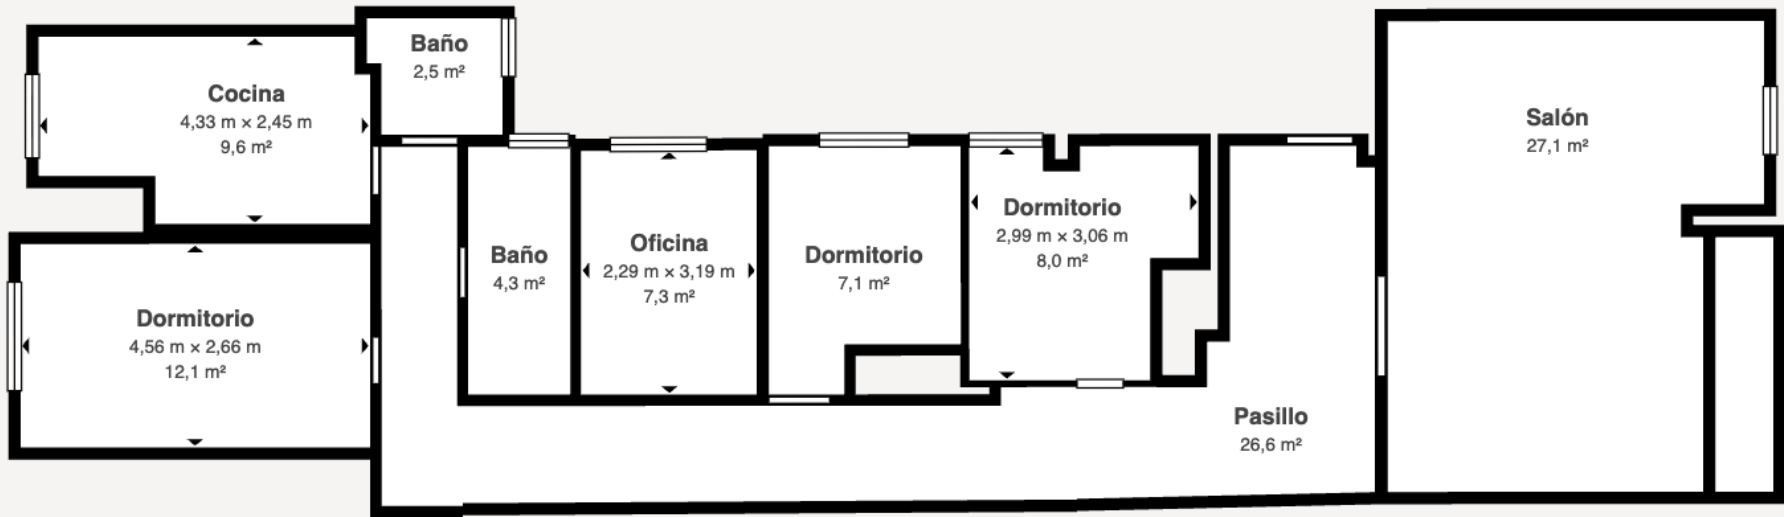 Baño
2,5 m²
Cocina
4,33 m × 2,45 m
9,6 m²
Salón
27,1 m²
Dormitorio
2,99 m × 3,06 m
8,0 m²
Oficina
2,29 m × 3,19 m
7,3 m²
Baño
4,3 m²
Dormitorio
7,1 m²
Dormitorio
4,56 m × 2,66 m
12,1 m²
Pasillo
26,6 m²